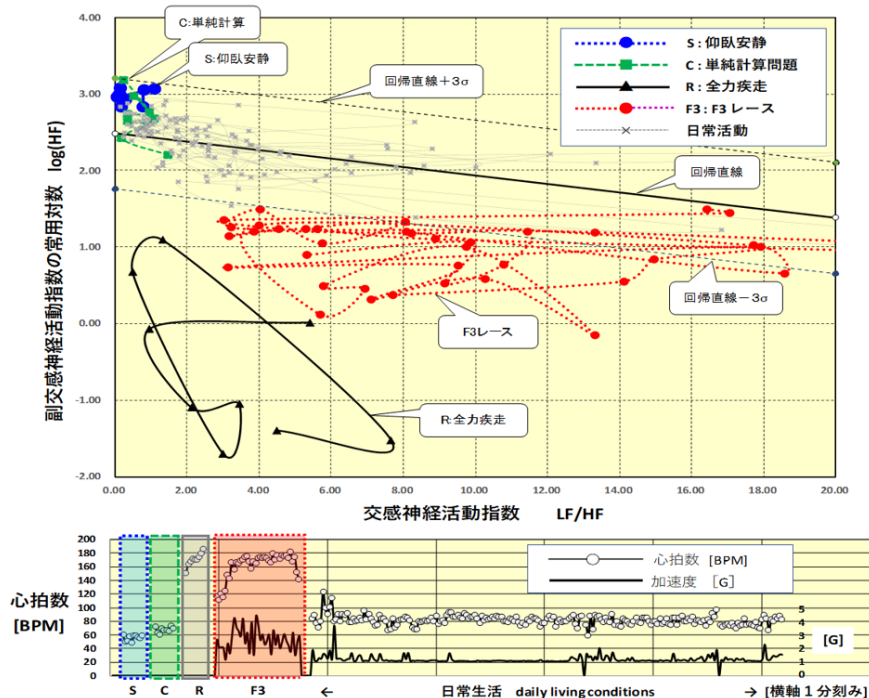 C:単純計算
S:仰臥安静
S:仰臥安静
C:単純計算問題
R:全力疾走
F3:F3レース
日常活動
回帰直線+3σ
回帰直線
回帰直線-3σ
F3レース
R:全力疾走
副交感神経活動指数の常用対数 log(HF)
4.00
3.00
2.00
1.00
0.00
-1.00
-2.00
0.00 2.00 4.00 6.00 8.00 10.00 12.00 14.00 16.00 18.00 20.00
交感神経活動指数 LF/HF
心拍数
[BPM]
200
180
160
140
120
100
80
60
40
20
0
心拍数 [BPM]
加速度 [G]
5
4
3
2
1
0
[G]
S C R F3 ← 日常生活 daily living conditions → [横軸1分刻み]